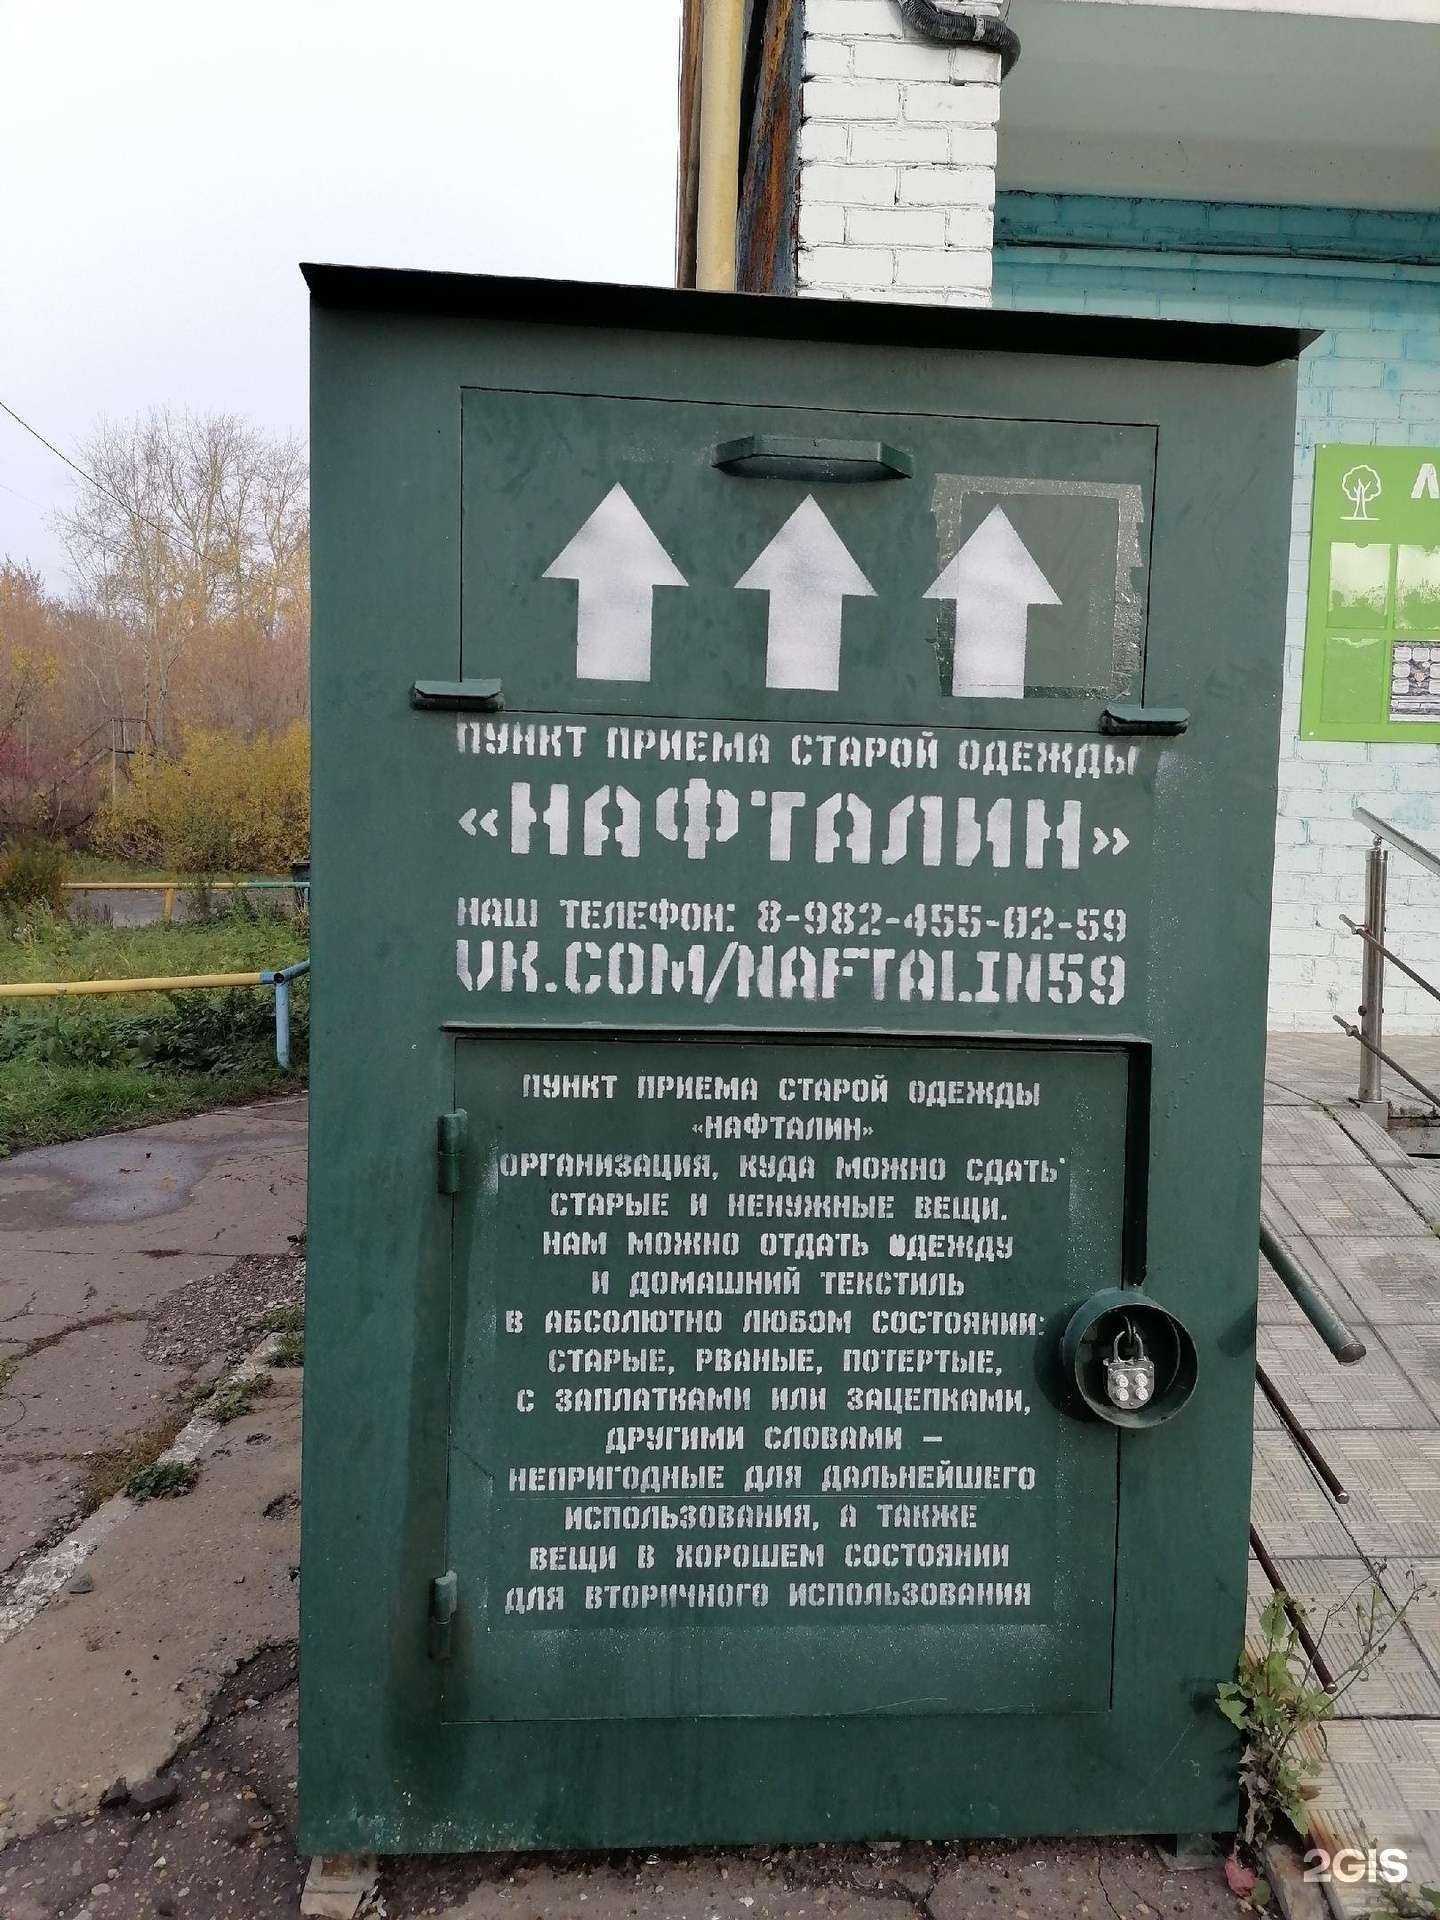 ПУНКТ ПРИЕМА СТАРОЙ ОДЕЖДЫ
«НАФТАЛИН»
НАШ ТЕЛЕФОН: 8-982-455-02-59
VK.COM/NAFTALIN59
ПУНКТ ПРИЕМА СТАРОЙ ОДЕЖДЫ
«НАФТАЛИН»
ОРГАНИЗАЦИЯ, КУДА МОЖНО СДАТЬ
СТАРЫЕ И НЕНУЖНЫЕ ВЕЩИ.
НАМ МОЖНО ОТДАТЬ ОДЕЖДУ
И ДОМАШНИЙ ТЕКСТИЛЬ
В АБСОЛЮТНО ЛЮБОМ СОСТОЯНИИ:
СТАРЫЕ, РВАНЫЕ, ПОТЕРТЫЕ,
С ЗАПЛАТКАМИ ИЛИ ЗАЦЕПКАМИ,
ДРУГИМИ СЛОВАМИ –
НЕПРИГОДНЫЕ ДЛЯ ДАЛЬНЕЙШЕГО
ИСПОЛЬЗОВАНИЯ, А ТАКЖЕ
ВЕЩИ В ХОРОШЕМ СОСТОЯНИИ
ДЛЯ ВТОРИЧНОГО ИСПОЛЬЗОВАНИЯ
2GIS